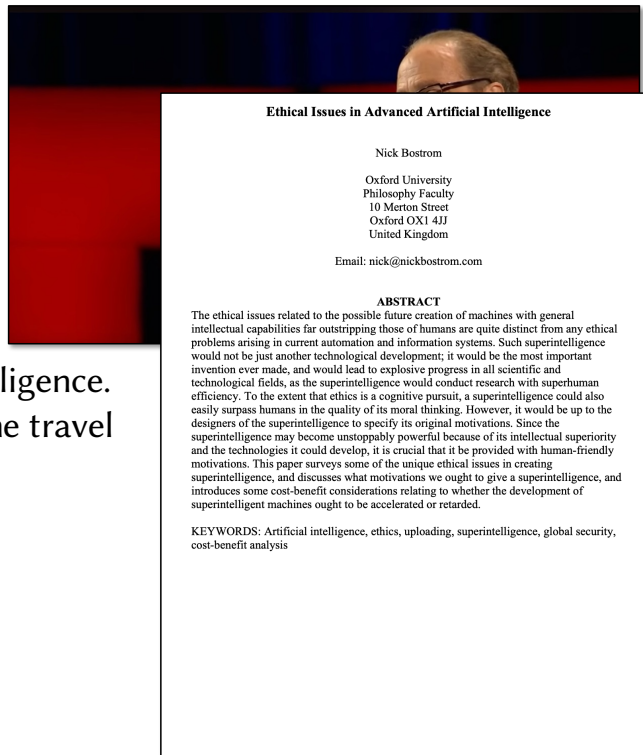 Ethical Issues in Advanced Artificial Intelligence
Nick Bostrom
Oxford University
Philosophy Faculty
10 Merton Street
Oxford OX1 4JJ
United Kingdom
Email: nick@nickbostrom.com
ABSTRACT
The ethical issues related to the possible future creation of machines with general
intellectual capabilities far outstripping those of humans are quite distinct from any ethical
problems arising in current automation and information systems. Such superintelligence
would not be just another technological development; it would be the most important
invention ever made, and would lead to explosive progress in all scientific and
technological fields, as the superintelligence would conduct research with superhuman
efficiency. To the extent that ethics is a cognitive pursuit, a superintelligence could also
easily surpass humans in the quality of its moral thinking. However, it would be up to the
designers of the superintelligence to specify its original motivations. Since the
superintelligence may become unstoppably powerful because of its intellectual superiority
and the technologies it could develop, it is crucial that it be provided with human-friendly
motivations. This paper surveys some of the unique ethical issues in creating
superintelligence, and discusses what motivations we ought to give a superintelligence, and
introduces some cost-benefit considerations relating to whether the development of
superintelligent machines ought to be accelerated or retarded.
KEYWORDS: Artificial intelligence, ethics, uploading, superintelligence, global security,
cost-benefit analysis
ligence.
travel